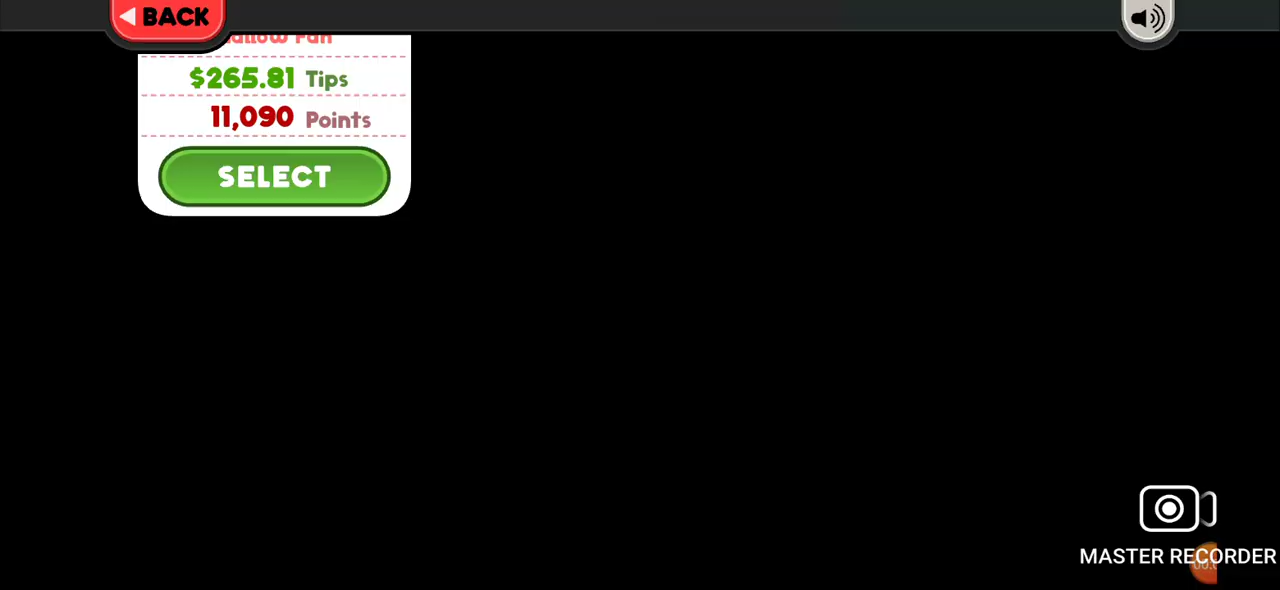 BACK
$265.81 Tips
11,090 Points
SELECT
MASTER RECORDER